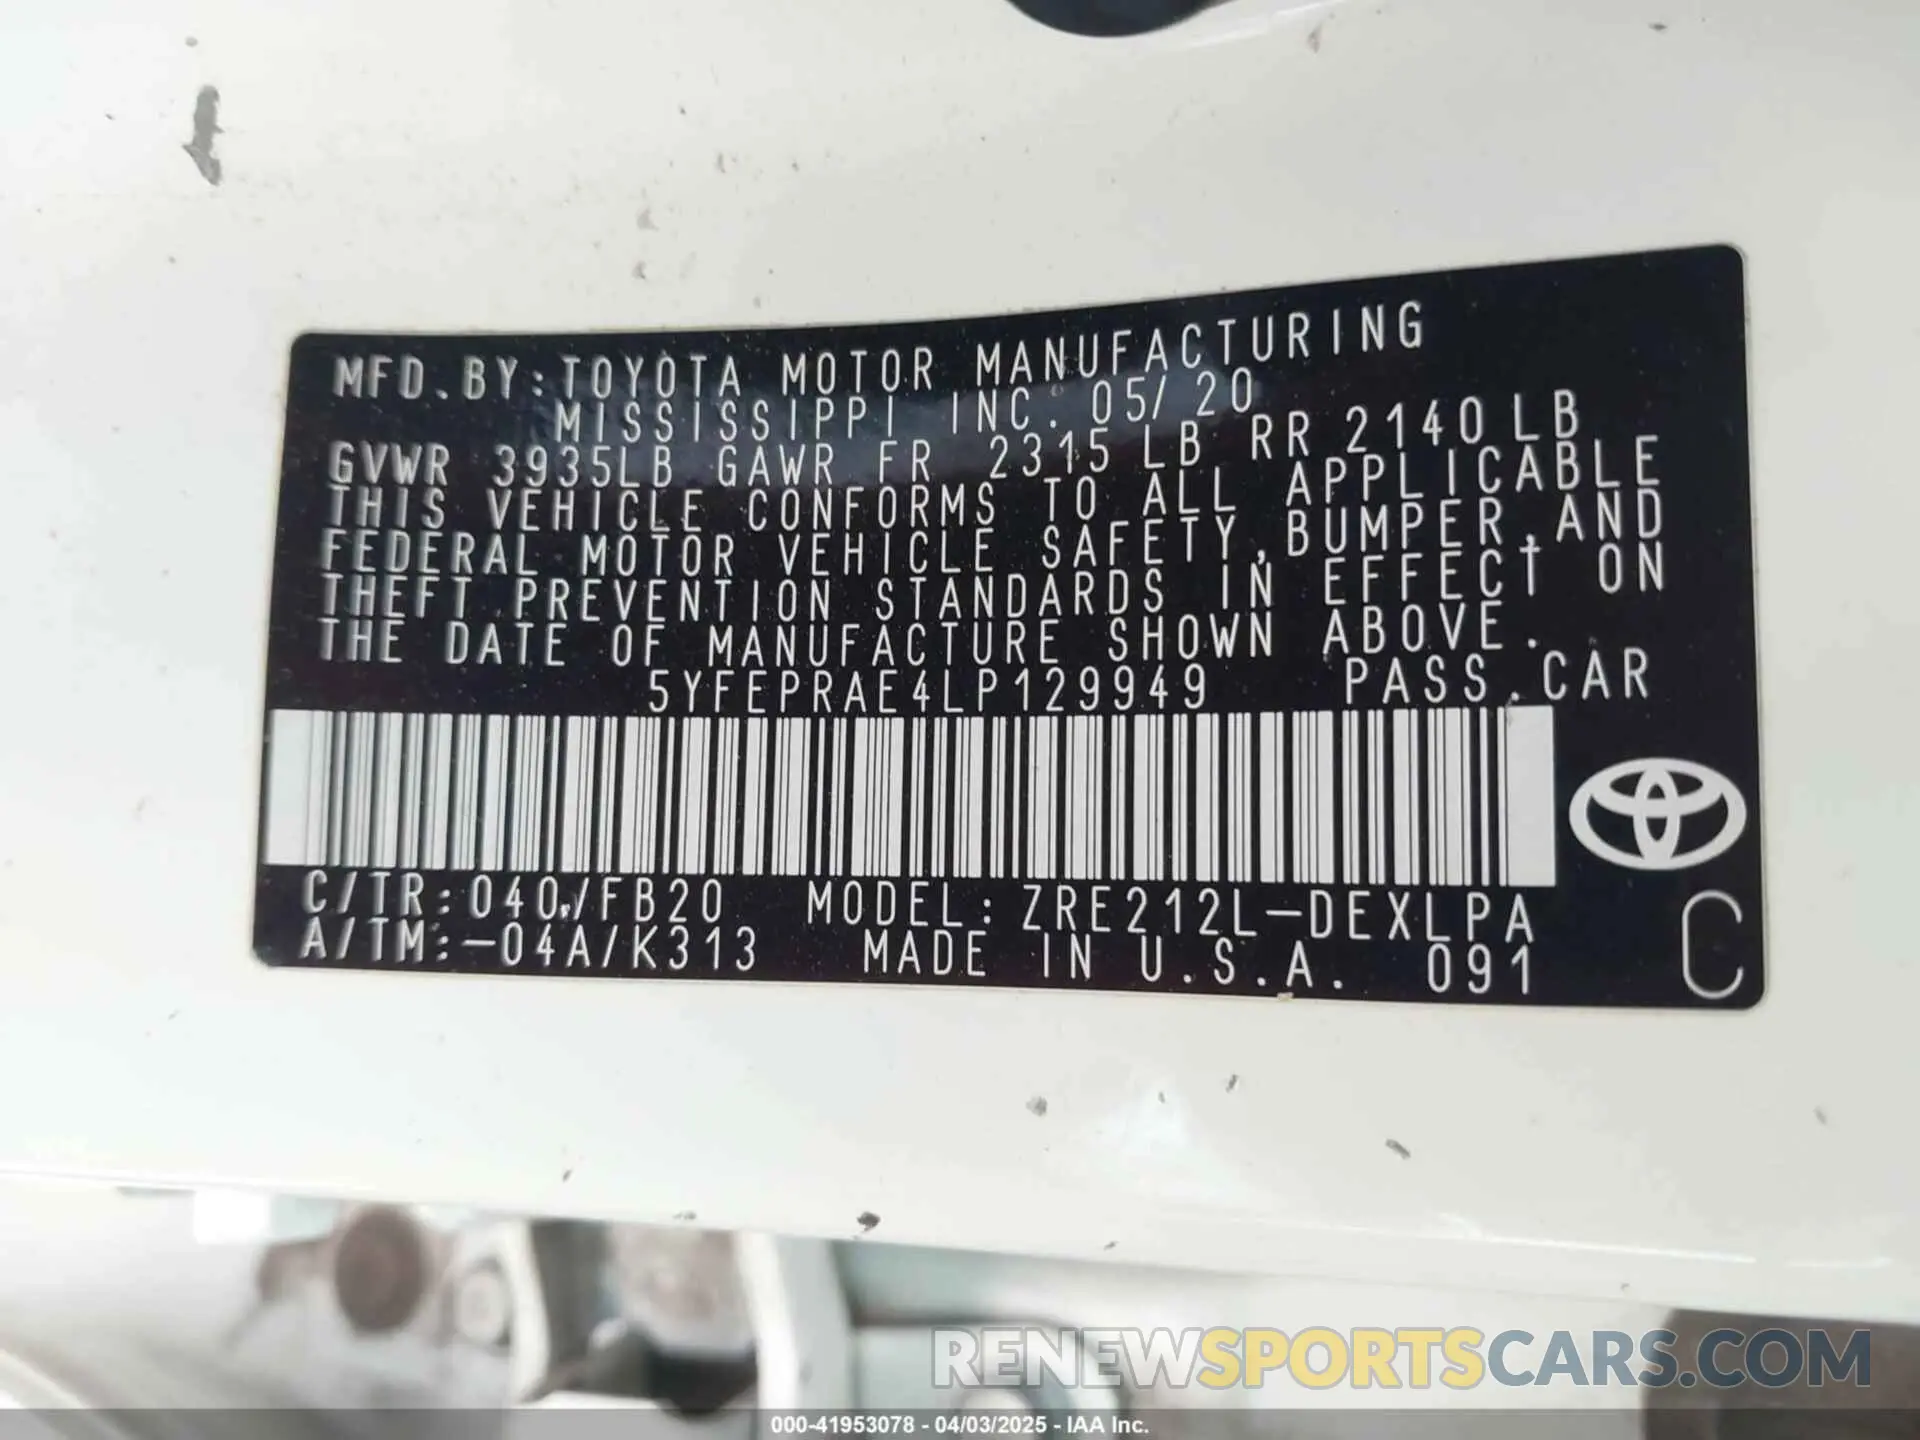 MFD.BY:TOYOTA MOTOR MANUFACTURING
MISSISSIPPI INC. 05/20
GVWR 3935LB GAWR FR 2315LB RR 2140LB
THIS VEHICLE CONFORMS TO ALL APPLICABLE
FEDERAL MOTOR VEHICLE SAFETY,BUMPER,AND
THEFT PREVENTION STANDARDS IN EFFECT ON
THE DATE OF MANUFACTURE SHOWN ABOVE.
5YFEPRAE4LP129949 PASS.CAR
C/TR:040/FB20 MODEL:ZRE212L-DEXLPA
A/TM:-04A/K313 MADE IN U.S.A. 091
C
RENEWSPORTSCARS.COM
000-41953078 - 04/03/2025 - IAA Inc.